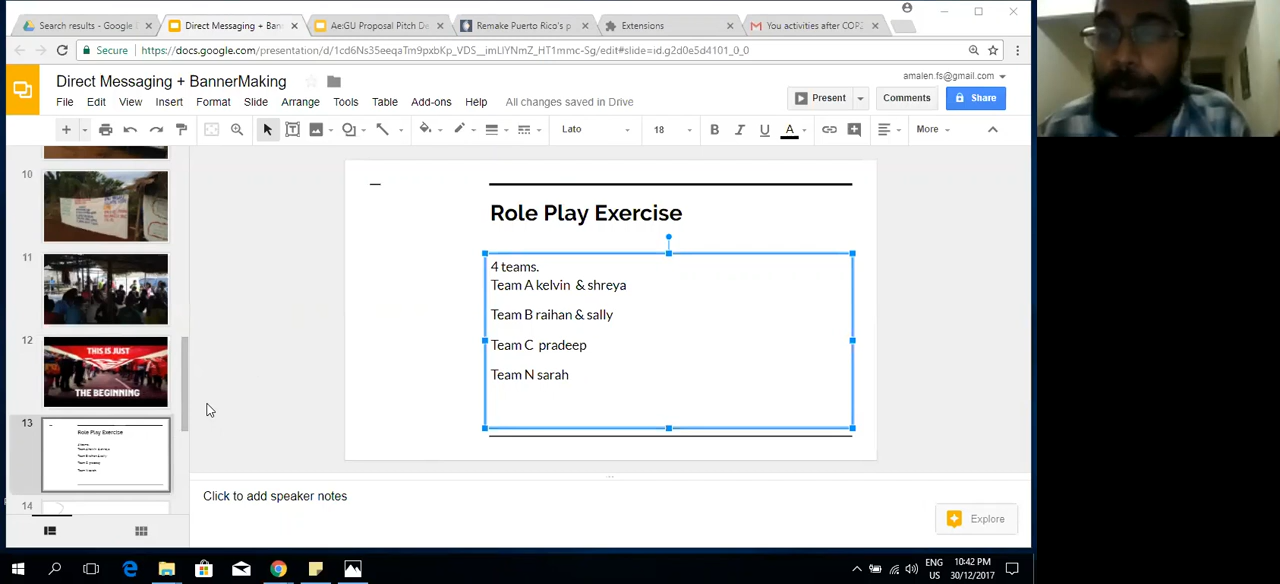 Search results - Google
Direct Messaging + Ban
Ae:GU Proposal Pitch De
Remake Puerto Rico's p
Extensions
You activities after COP2
Secure
https://docs.google.com/presentation/d/1cd6Ns35eeqaTm9pxbKp_VDS__imLIYNmZ_HT1mmc-Sg/edit#slide=id.g2d0e5d4101_0_0
Direct Messaging + BannerMaking
amalen.fs@gmail.com
File Edit View Insert Format Slide Arrange Tools Table Add-ons Help All changes saved in Drive
Present
Comments
Share
Lato
18
B I U A
More
10
11
12
THIS IS JUST
THE BEGINNING
13
Role Play Exercise
14
Role Play Exercise
4 teams.
Team A kelvin & shreya
Team B raihan & sally
Team C pradeep
Team N sarah
Click to add speaker notes
Explore
ENG
US
10:42 PM
30/12/2017